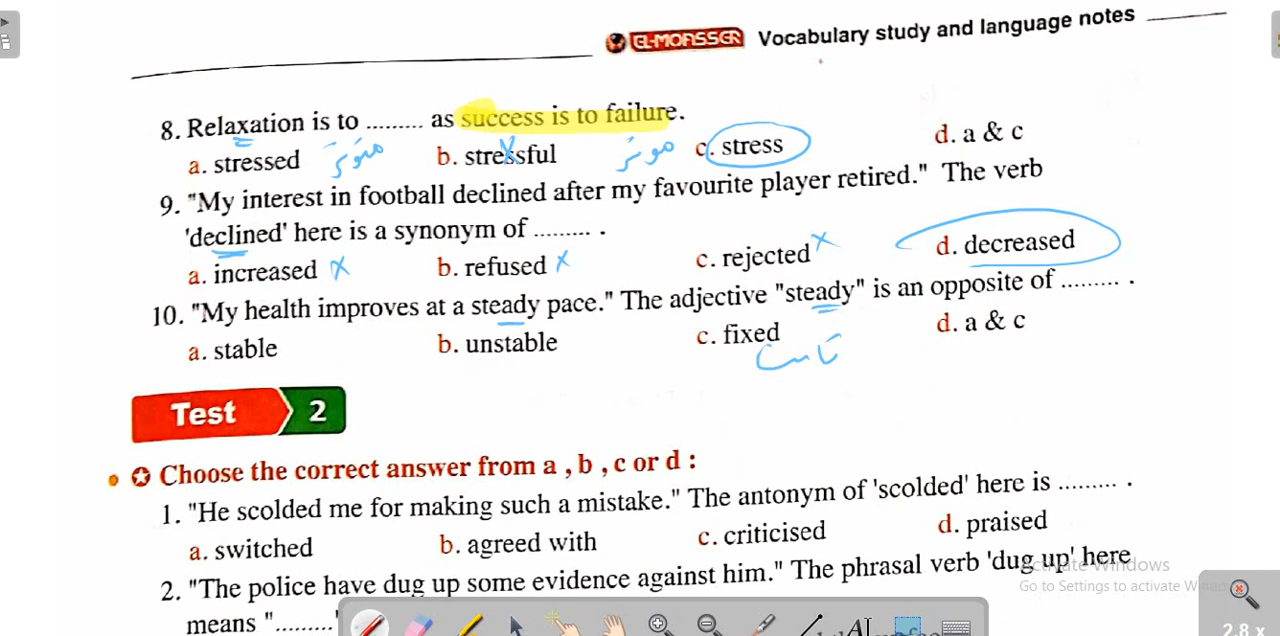 EL-MOASSER Vocabulary study and language notes
8. Relaxation is to ......... as success is to failure.
a. stressed متوتر b. stressful موتر c. stress d. a & c
9. "My interest in football declined after my favourite player retired." The verb
'declined' here is a synonym of ......... .
a. increased x b. refused x c. rejected x d. decreased
10. "My health improves at a steady pace." The adjective "steady" is an opposite of ......... .
a. stable b. unstable c. fixed d. a & c
ثابت
Test 2
Choose the correct answer from a , b , c or d :
1. "He scolded me for making such a mistake." The antonym of 'scolded' here is ......... .
a. switched b. agreed with c. criticised d. praised
2. "The police have dug up some evidence against him." The phrasal verb 'dug up' here
means ".........
Activate Windows
Go to Settings to activate
2.8 x